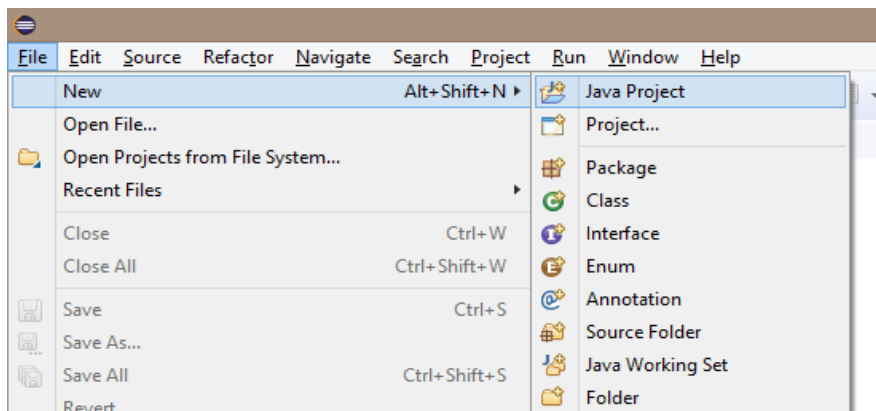 File Edit Source Refactor Navigate Search Project Run Window Help
New Alt+Shift+N
Open File...
Open Projects from File System...
Recent Files
Close Ctrl+W
Close All Ctrl+Shift+W
Save Ctrl+S
Save As...
Save All Ctrl+Shift+S
Revert
Java Project
Project...
Package
Class
Interface
Enum
Annotation
Source Folder
Java Working Set
Folder